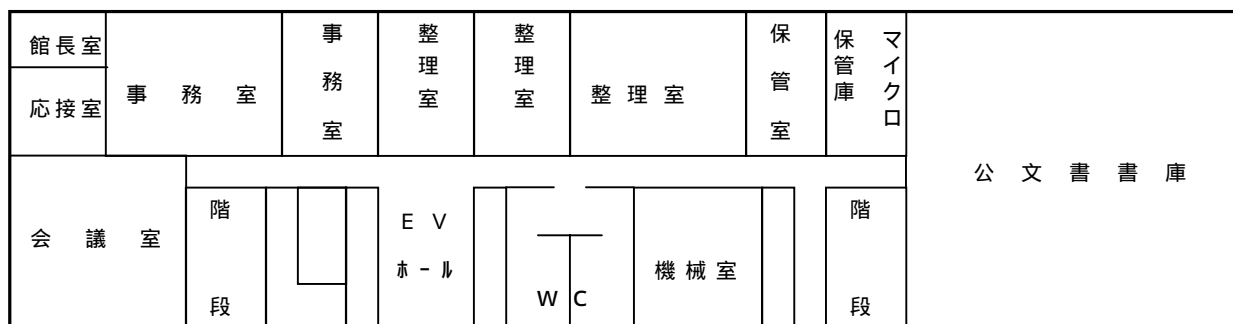 館長室
応接室
事務室
事務室
整理室
整理室
整理室
保管室
マイクロ
保管庫
公文書書庫
会議室
階段
EV
ホール
WC
機械室
階段